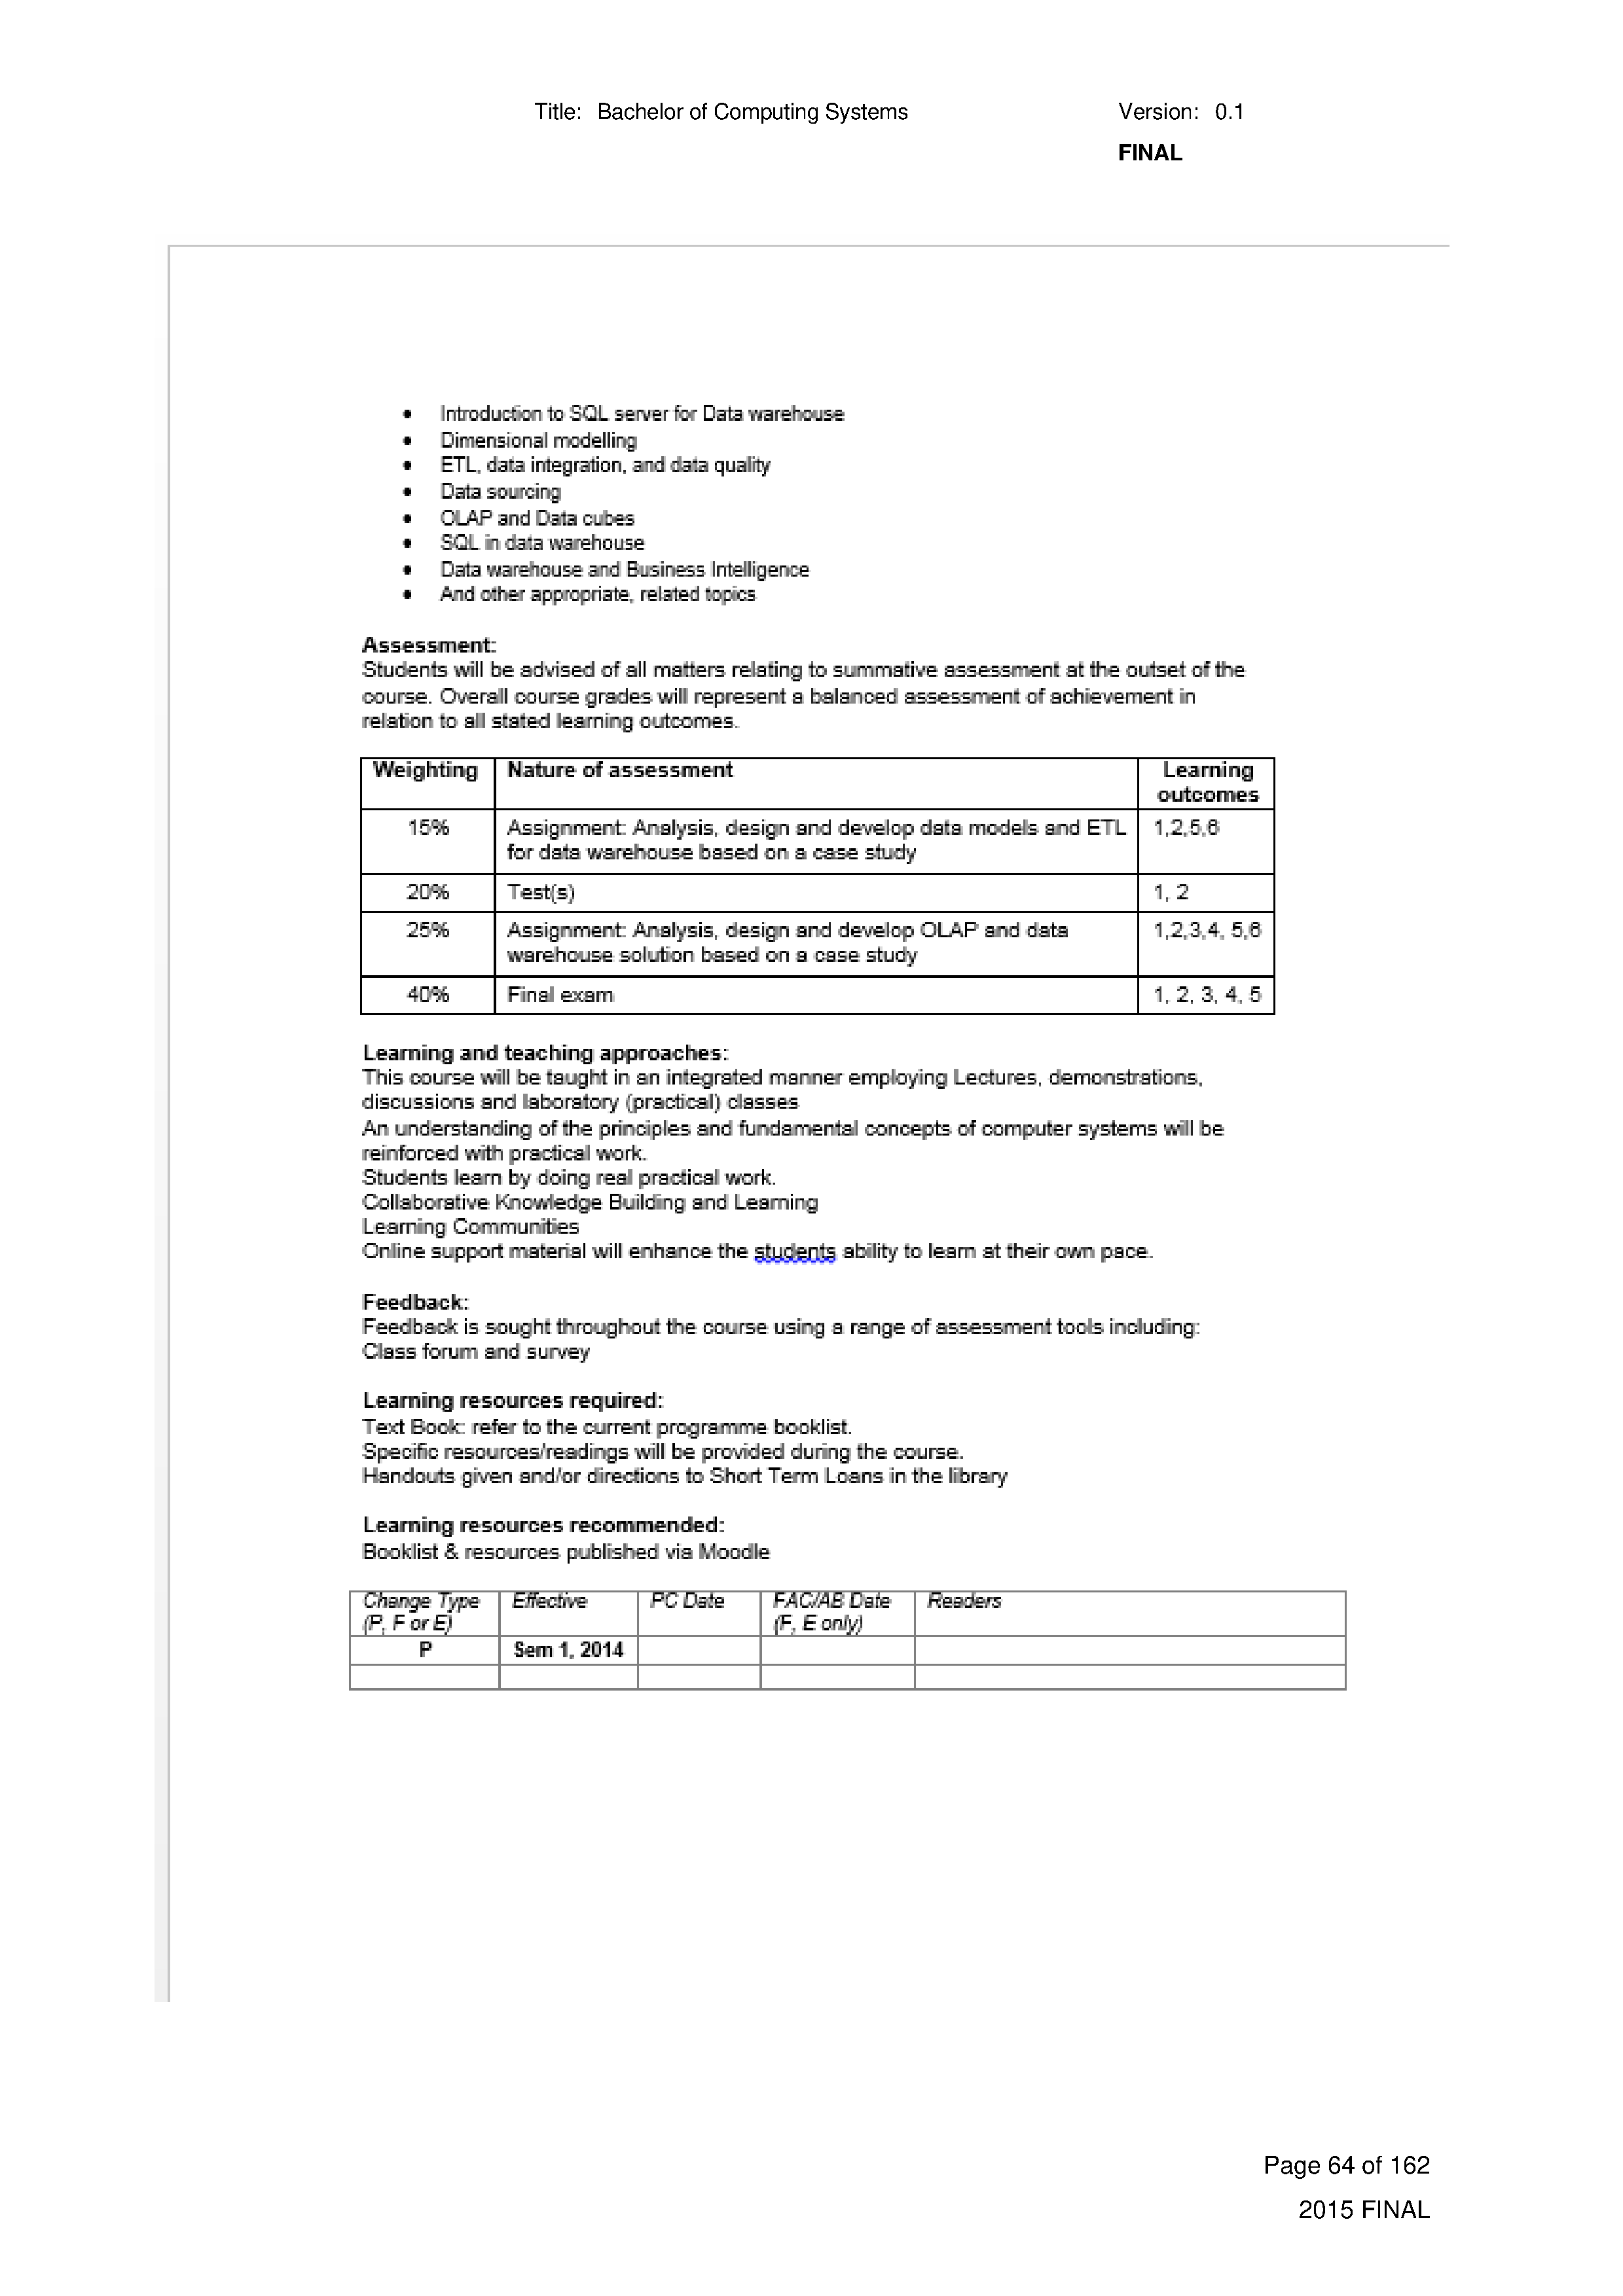 Title: Bachelor of Computing Systems Version: 0.1
FINAL
• Introduction to SQL server for Data warehouse
• Dimensional modelling
• ETL, data integration, and data quality
• Data sourcing
• OLAP and Data cubes
• SQL in data warehouse
• Data warehouse and Business Intelligence
• And other appropriate, related topics
Assessment:
Students will be advised of all matters relating to summative assessment at the outset of the
course. Overall course grades will represent a balanced assessment of achievement in
relation to all stated learning outcomes.
Weighting Nature of assessment Learning
outcomes
15% Assignment: Analysis, design and develop data models and ETL 1,2,5,6
for data warehouse based on a case study
20% Test(s) 1, 2
25% Assignment: Analysis, design and develop OLAP and data 1,2,3,4, 5,6
warehouse solution based on a case study
40% Final exam 1, 2, 3, 4, 5
Learning and teaching approaches:
This course will be taught in an integrated manner employing Lectures, demonstrations,
discussions and laboratory (practical) classes
An understanding of the principles and fundamental concepts of computer systems will be
reinforced with practical work.
Students learn by doing real practical work.
Collaborative Knowledge Building and Learning
Learning Communities
Online support material will enhance the students ability to learn at their own pace.
Feedback:
Feedback is sought throughout the course using a range of assessment tools including:
Class forum and survey
Learning resources required:
Text Book: refer to the current programme booklist.
Specific resources/readings will be provided during the course.
Handouts given and/or directions to Short Term Loans in the library
Learning resources recommended:
Booklist & resources published via Moodle
Change Type Effective PC Date FAC/AB Date Readers
(P, F or E) (F, E only)
P Sem 1, 2014
Page 64 of 162
2015 FINAL